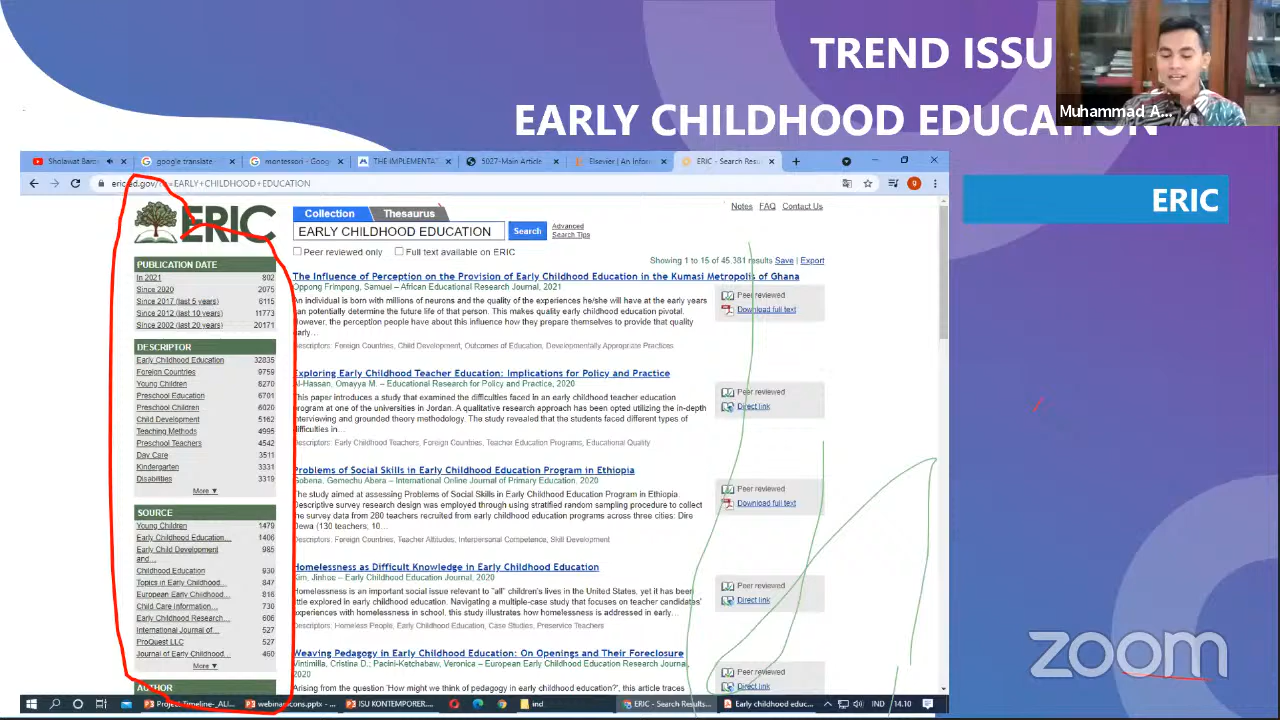 TREND ISSU
EARLY CHILDHOOD EDUCATION
Muhammad A...
ERIC
Sholawat Baro
google translate
montessori - Goog
THE IMPLEMENTA
5027-Main Article
Elsevier | An Infor
ERIC - Search Resu
EARLY+CHILDHOOD+EDUCATION
ERIC
Collection
Thesaurus
Notes FAQ Contact Us
EARLY CHILDHOOD EDUCATION
Search
Advanced
Search Tips
Peer reviewed only
Full text available on ERIC
Showing 1 to 15 of 45,381 results Save | Export
PUBLICATION DATE
In 2021 802
Since 2020 2075
Since 2017 (last 5 years) 6115
Since 2012 (last 10 years) 11773
Since 2002 (last 20 years) 20171
DESCRIPTOR
Early Childhood Education 32835
Foreign Countries 9759
Young Children 8270
Preschool Education 6701
Preschool Children 6020
Child Development 5162
Teaching Methods 4995
Preschool Teachers 4542
Day Care 3511
Kindergarten 3331
Disabilities 3319
More ▼
SOURCE
Young Children 1479
Early Childhood Education... 1406
Early Child Development 985
and...
Childhood Education 930
Topics in Early Childhood... 847
European Early Childhood... 816
Child Care Information... 730
Early Childhood Research... 606
International Journal of... 527
ProQuest LLC 527
Journal of Early Childhood... 460
More ▼
AUTHOR
The Influence of Perception on the Provision of Early Childhood Education in the Kumasi Metropolis of Ghana
Oppong Frimpong, Samuel – African Educational Research Journal, 2021
An individual is born with millions of neurons and the quality of the experiences he/she will have at the early years
can potentially determine the future life of that person. This makes quality early childhood education pivotal.
However, the perception people have about this influence how they prepare themselves to provide that quality
early...
Descriptors: Foreign Countries, Child Development, Outcomes of Education, Developmentally Appropriate Practices
Peer reviewed
Download full text
Exploring Early Childhood Teacher Education: Implications for Policy and Practice
Al-Hassan, Omayya M. – Educational Research for Policy and Practice, 2020
This paper introduces a study that examined the difficulties faced in an early childhood teacher education
program at one of the universities in Jordan. A qualitative research approach has been opted utilizing the in-depth
interviewing and grounded theory methodology. The study revealed that the students faced different types of
difficulties in...
Descriptors: Early Childhood Teachers, Foreign Countries, Teacher Education Programs, Educational Quality
Peer reviewed
Direct link
Problems of Social Skills in Early Childhood Education Program in Ethiopia
Gobena, Gemechu Abera – International Online Journal of Primary Education, 2020
The study aimed at assessing Problems of Social Skills in Early Childhood Education Program in Ethiopia.
Descriptive survey research design was employed through using stratified random sampling procedure to collect
the survey data from 280 teachers recruited from early childhood education programs across three cities: Dire
Dewa (130 teachers, 10...
Descriptors: Foreign Countries, Teacher Attitudes, Interpersonal Competence, Skill Development
Peer reviewed
Download full text
Homelessness as Difficult Knowledge in Early Childhood Education
Kim, Jinhee – Early Childhood Education Journal, 2020
Homelessness is an important social issue relevant to "all" children's lives in the United States, yet it has been
little explored in early childhood education. Navigating a multiple-case study that focuses on teacher candidates'
experiences with homelessness in school, this study illustrates how homelessness is addressed in early...
Descriptors: Homeless People, Early Childhood Education, Case Studies, Preservice Teachers
Peer reviewed
Direct link
Weaving Pedagogy in Early Childhood Education: On Openings and Their Foreclosure
Vintimilla, Cristina D.; Pacini-Ketchabaw, Veronica – European Early Childhood Education Research Journal,
2020
Arising from the question 'How might we think of pedagogy in early childhood education?', this article traces
Peer reviewed
Direct link
Project Timeline-_ALI
webinar icons.pptx -
ISU KONTEMPORER...
ind
ERIC - Search Results...
Early childhood educ...
IND
14.10
zoom